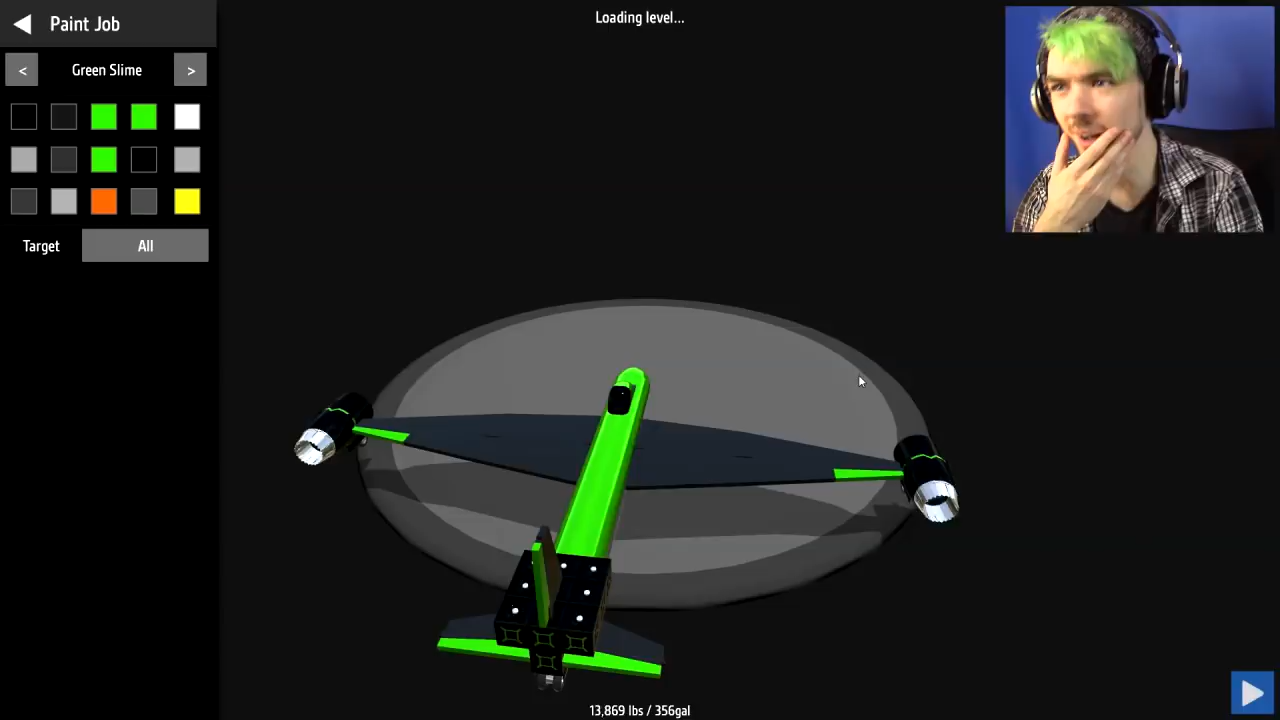 Paint Job
Loading level...
< Green Slime >
Target All
13,869 lbs / 356gal